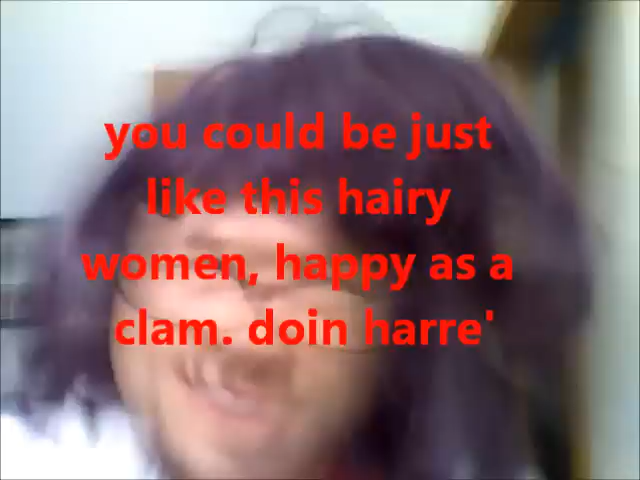 you could be just
like this hairy
women, happy as a
clam. doin harre'